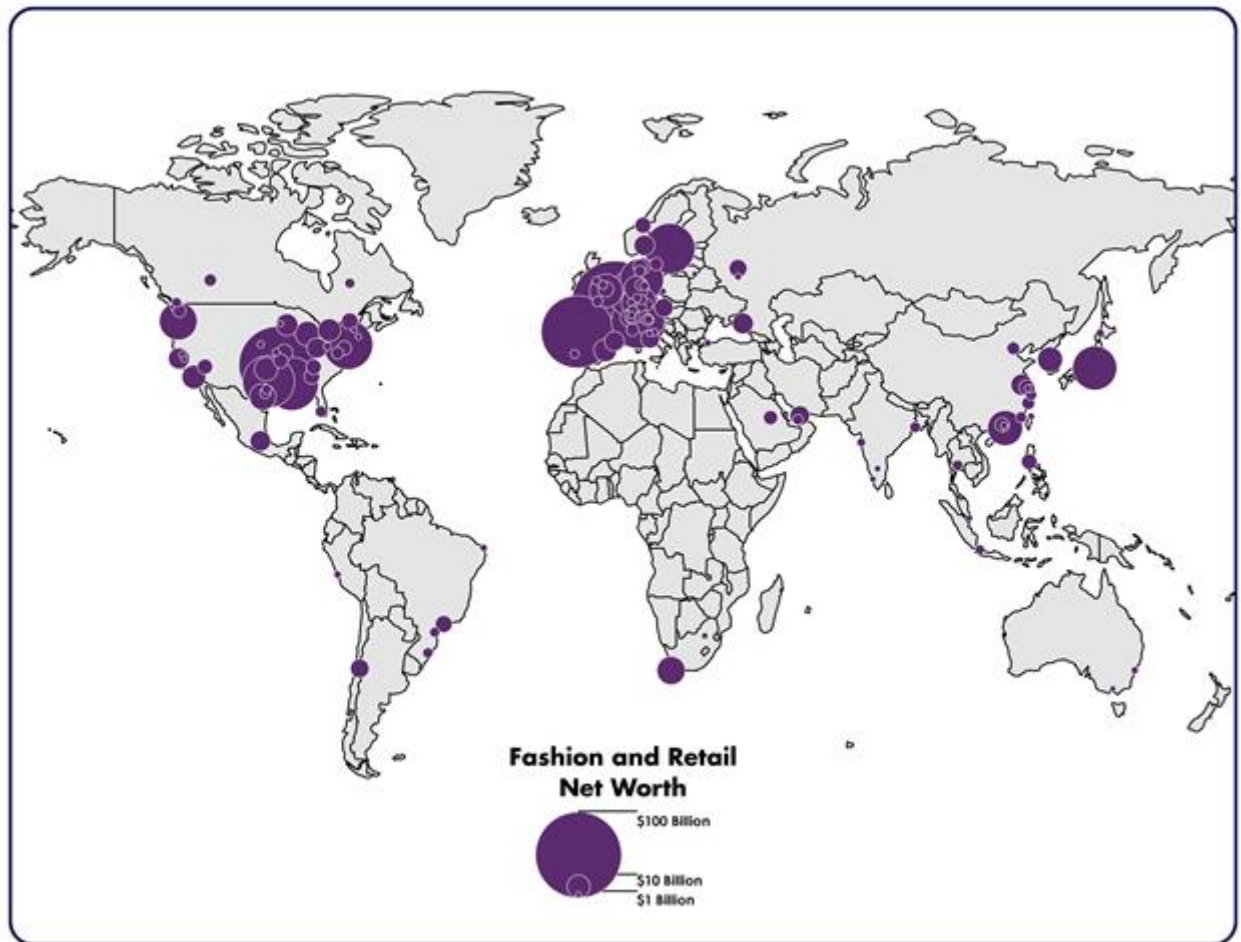 Fashion and Retail
Net Worth
$100 Billion
$10 Billion
$1 Billion